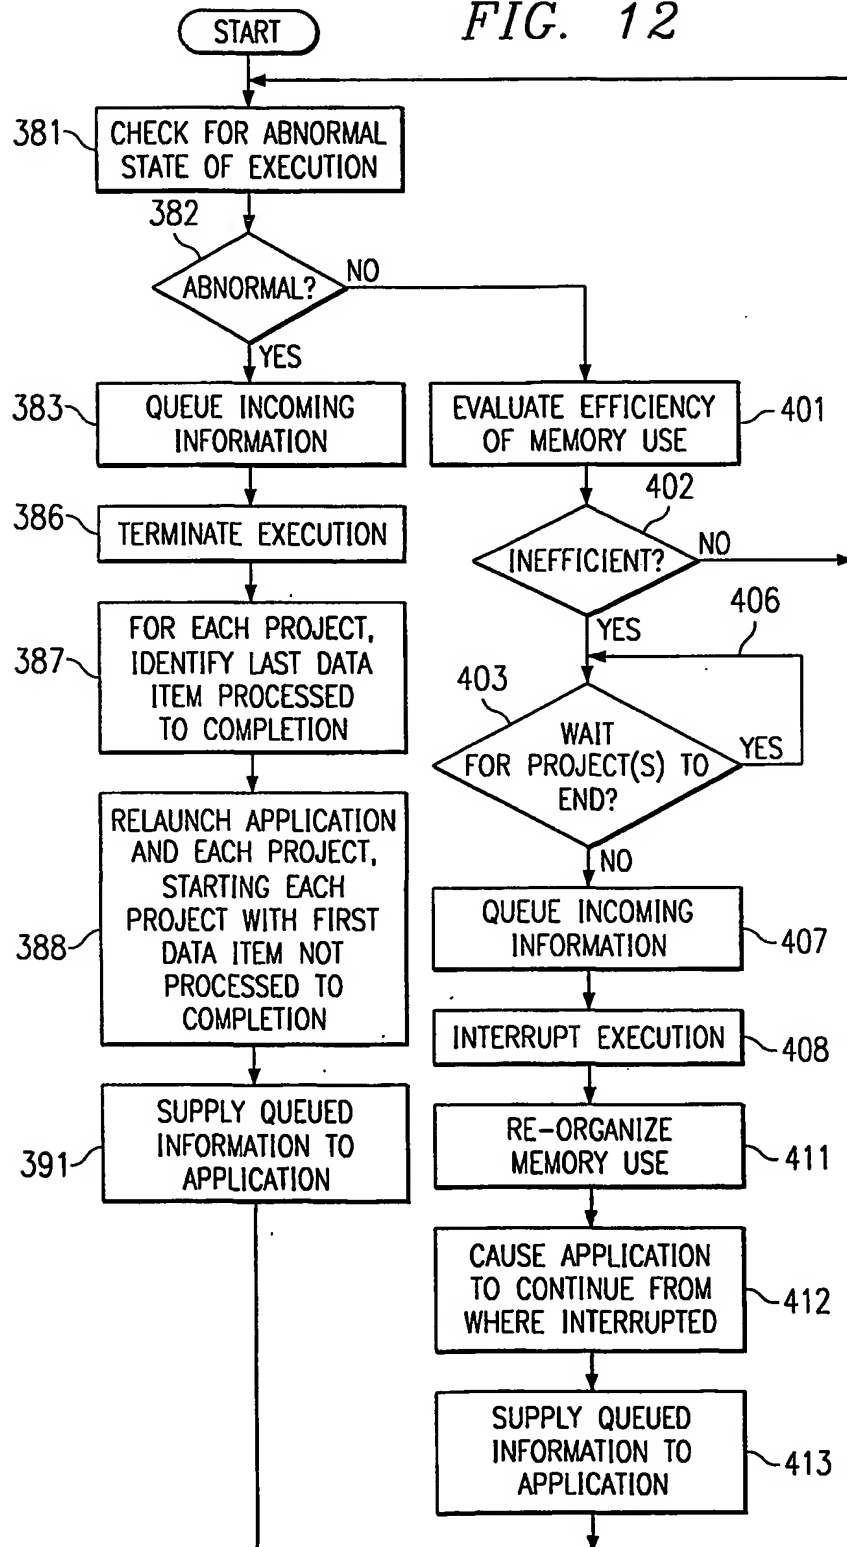 FIG. 12
START
381
CHECK FOR ABNORMAL
STATE OF EXECUTION
382
ABNORMAL?
NO
YES
383
QUEUE INCOMING
INFORMATION
386
TERMINATE EXECUTION
387
FOR EACH PROJECT,
IDENTIFY LAST DATA
ITEM PROCESSED
TO COMPLETION
388
RELAUNCH APPLICATION
AND EACH PROJECT,
STARTING EACH
PROJECT WITH FIRST
DATA ITEM NOT
PROCESSED TO
COMPLETION
391
SUPPLY QUEUED
INFORMATION TO
APPLICATION
EVALUATE EFFICIENCY
OF MEMORY USE
401
402
INEFFICIENT?
NO
YES
406
403
WAIT
FOR PROJECT(S) TO
END?
YES
NO
QUEUE INCOMING
INFORMATION
407
INTERRUPT EXECUTION
408
RE-ORGANIZE
MEMORY USE
411
CAUSE APPLICATION
TO CONTINUE FROM
WHERE INTERRUPTED
412
SUPPLY QUEUED
INFORMATION TO
APPLICATION
413